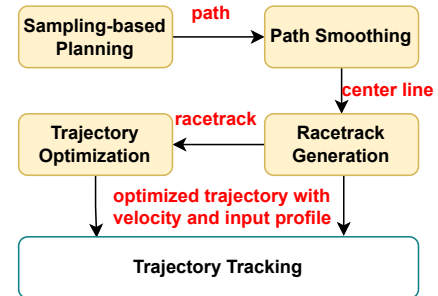 Sampling-based
Planning
path
Path Smoothing
center line
Trajectory
Optimization
racetrack
Racetrack
Generation
optimized trajectory with
velocity and input profile
Trajectory Tracking